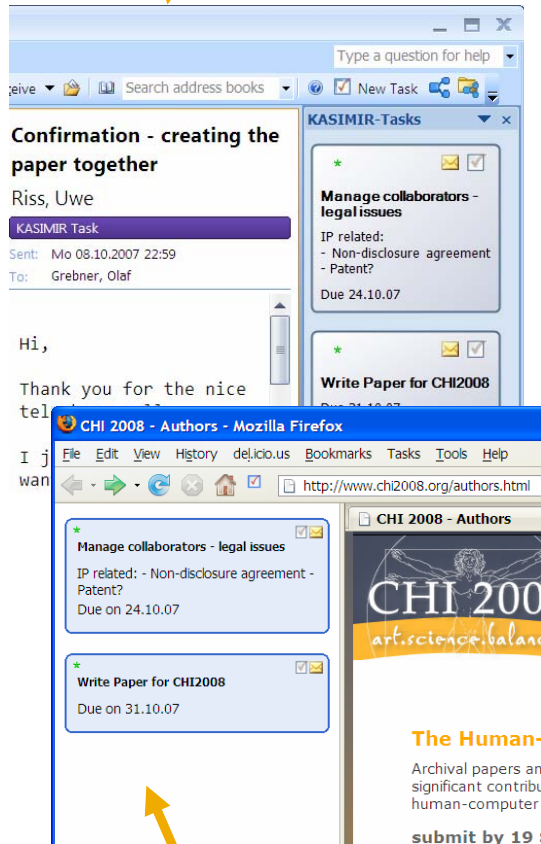 Type a question for help
Search address books
New Task
Confirmation - creating the
paper together
Riss, Uwe
KASIMIR Task
Sent: Mo 08.10.2007 22:59
To: Grebner, Olaf
Hi,
Thank you for the nice
KASIMIR-Tasks
Manage collaborators -
legal issues
IP related:
- Non-disclosure agreement
- Patent?
Due 24.10.07
Write Paper for CHI2008
CHI 2008 - Authors - Mozilla Firefox
File Edit View History del.icio.us Bookmarks Tasks Tools Help
http://www.chi2008.org/authors.html
Manage collaborators - legal issues
IP related: - Non-disclosure agreement -
Patent?
Due on 24.10.07
Write Paper for CHI2008
Due on 31.10.07
CHI 2008 - Authors
CHI 200
art.science.balan
The Human-
Archival papers an
significant contribu
human-computer
submit by 19